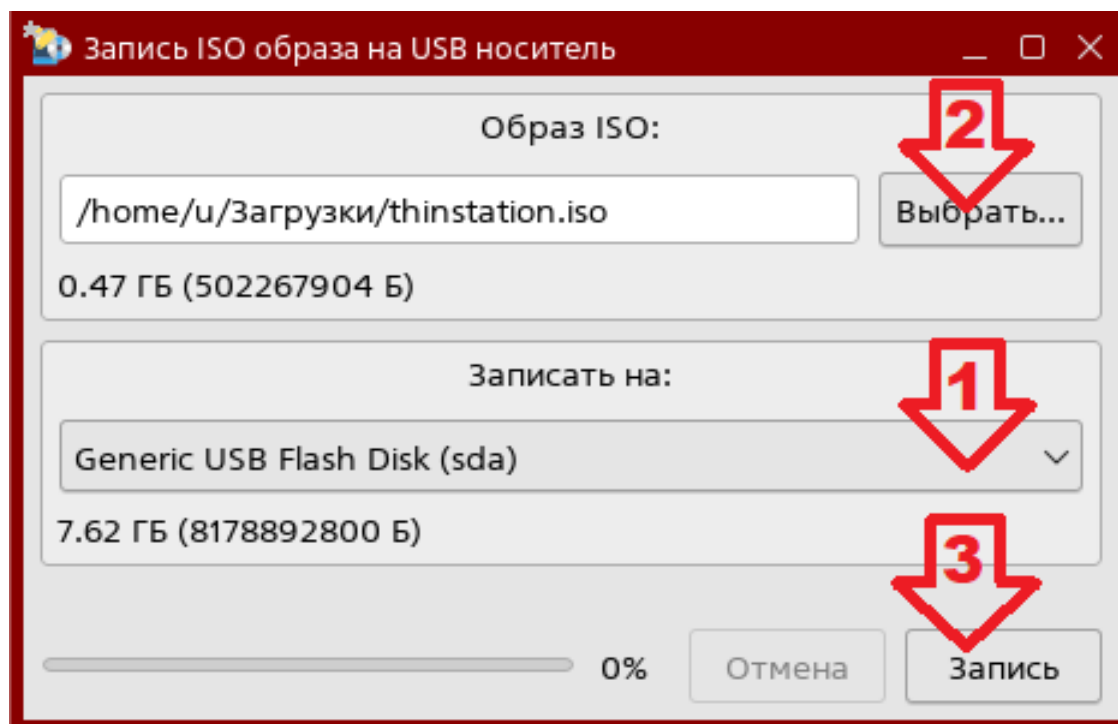 Запись ISO образа на USB носитель
Образ ISO:
2
/home/u/Загрузки/thinstation.iso
Выбрать...
0.47 ГБ (502267904 Б)
Записать на:
1
Generic USB Flash Disk (sda)
7.62 ГБ (8178892800 Б)
3
0%
Отмена
Запись